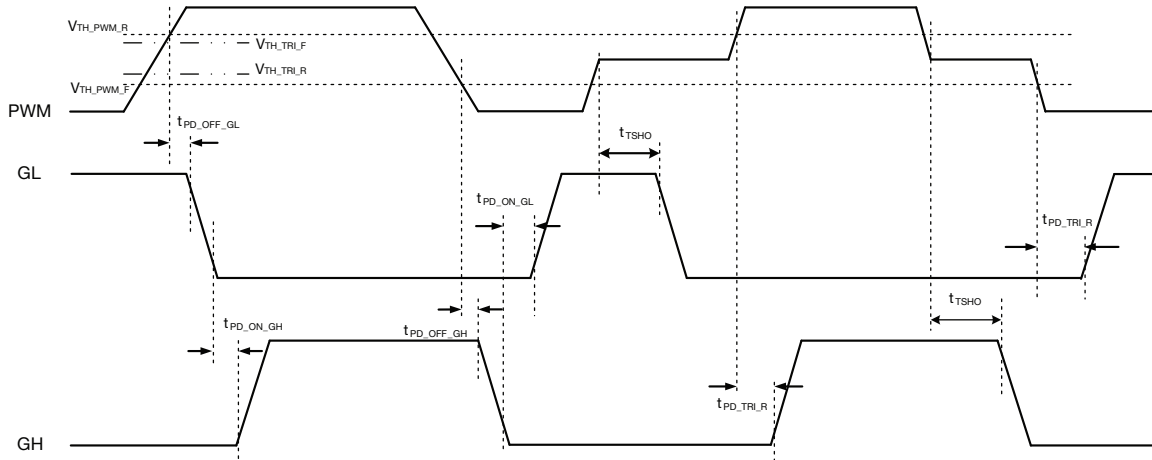 VTH_PWM_R
VTH_TRI_F
VTH_TRI_R
VTH_PWM_F
PWM
tPD_OFF_GL
tTSHO
GL
tPD_ON_GL
tPD_TRI_R
tTSHO
tPD_ON_GH
tPD_OFF_GH
tPD_TRI_R
GH